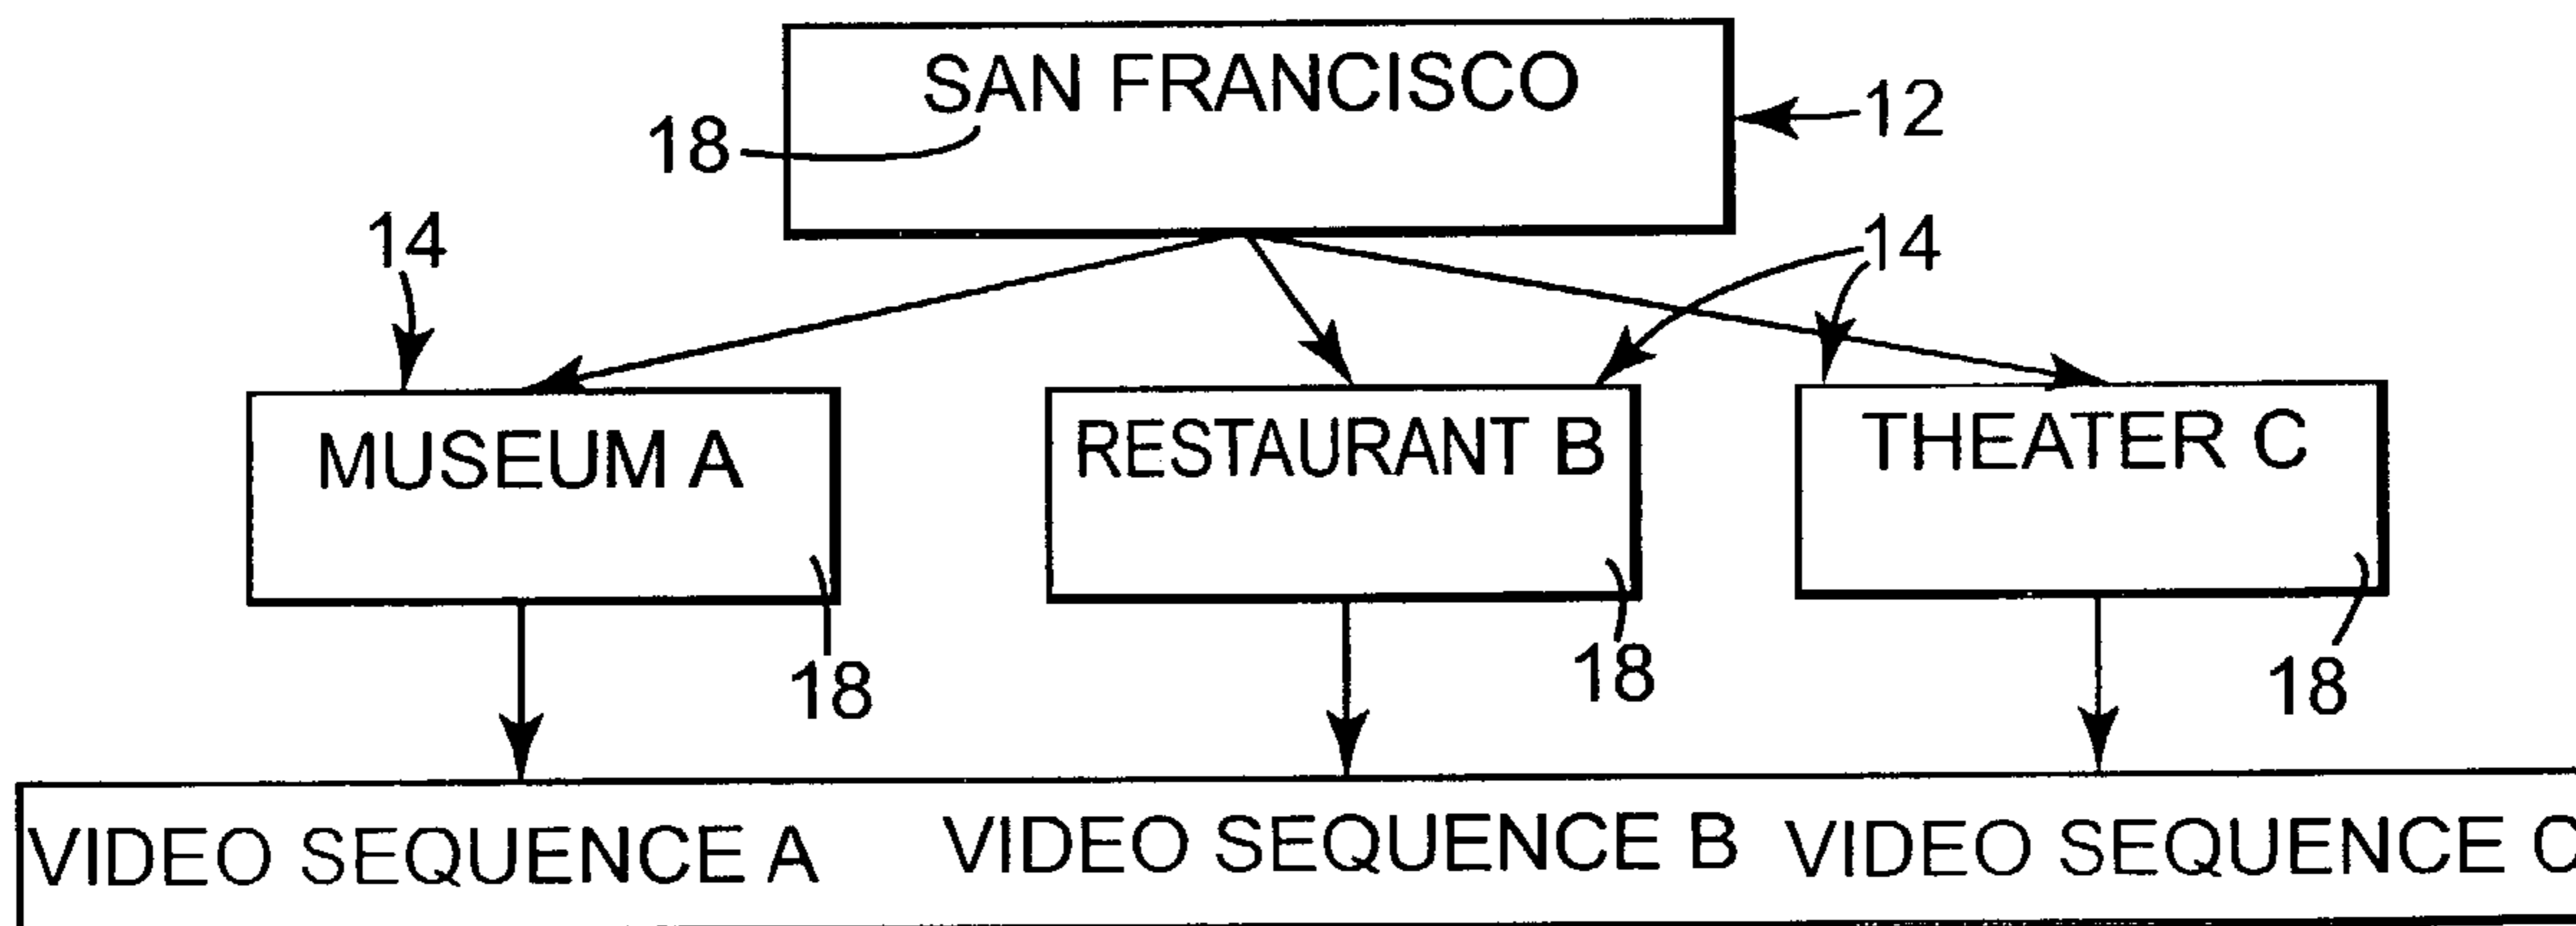 SAN FRANCISCO
18
12
14
14
MUSEUM A
RESTAURANT B
THEATER C
18
18
18
VIDEO SEQUENCE A
VIDEO SEQUENCE B
VIDEO SEQUENCE C